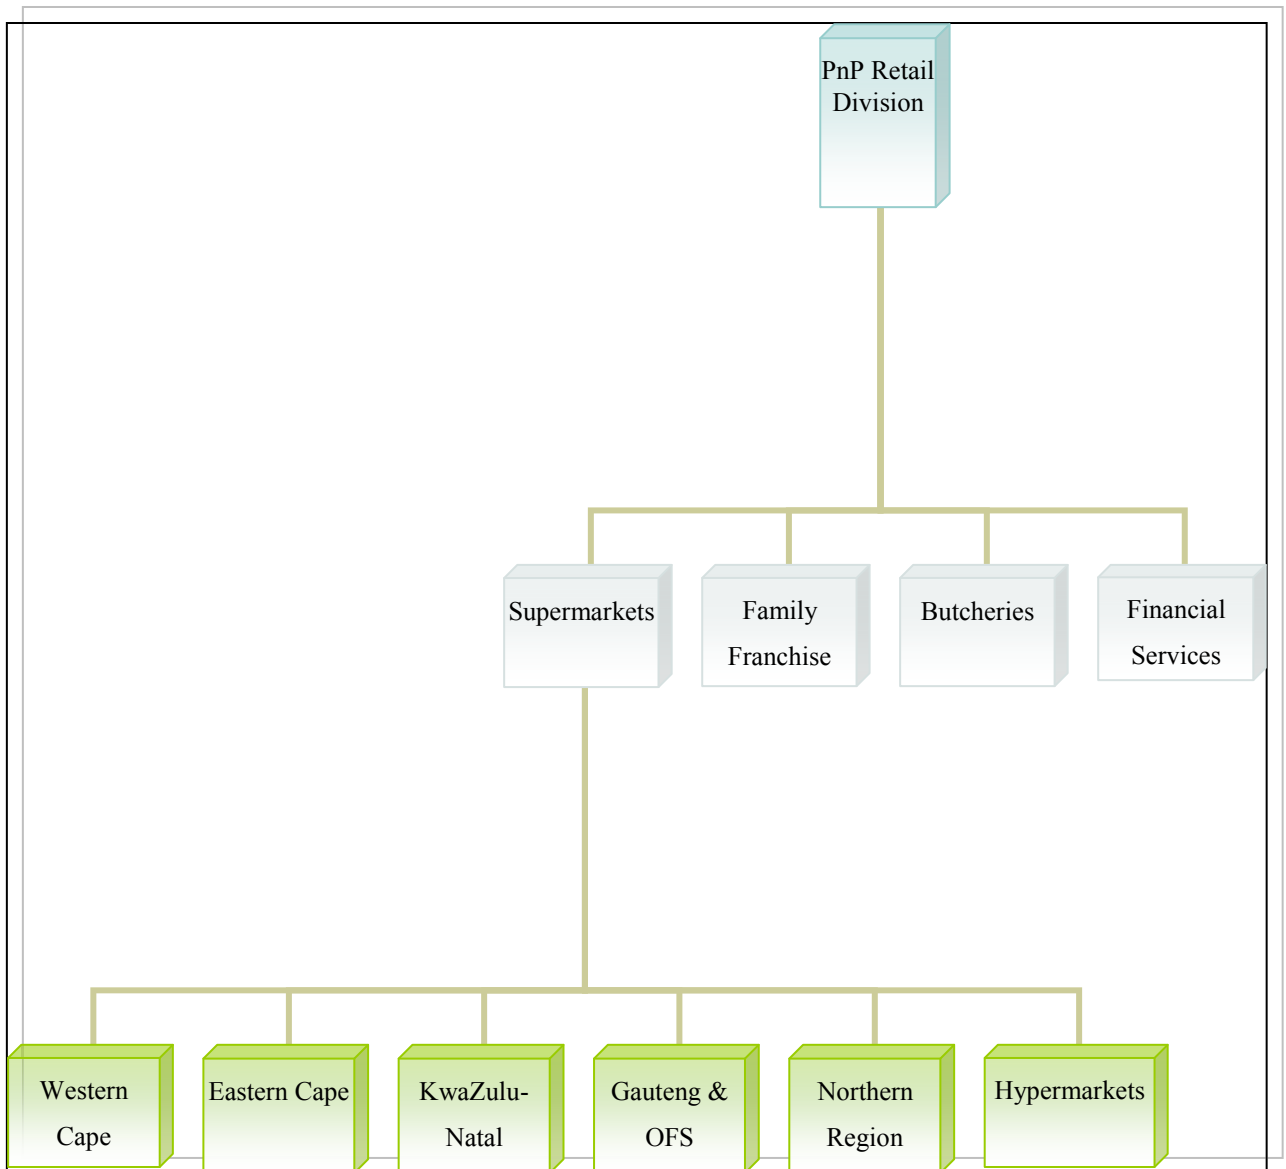 PnP Retail
Division
Supermarkets
Family
Franchise
Butcheries
Financial
Services
Western
Cape
Eastern Cape
KwaZulu-
Natal
Gauteng &
OFS
Northern
Region
Hypermarkets